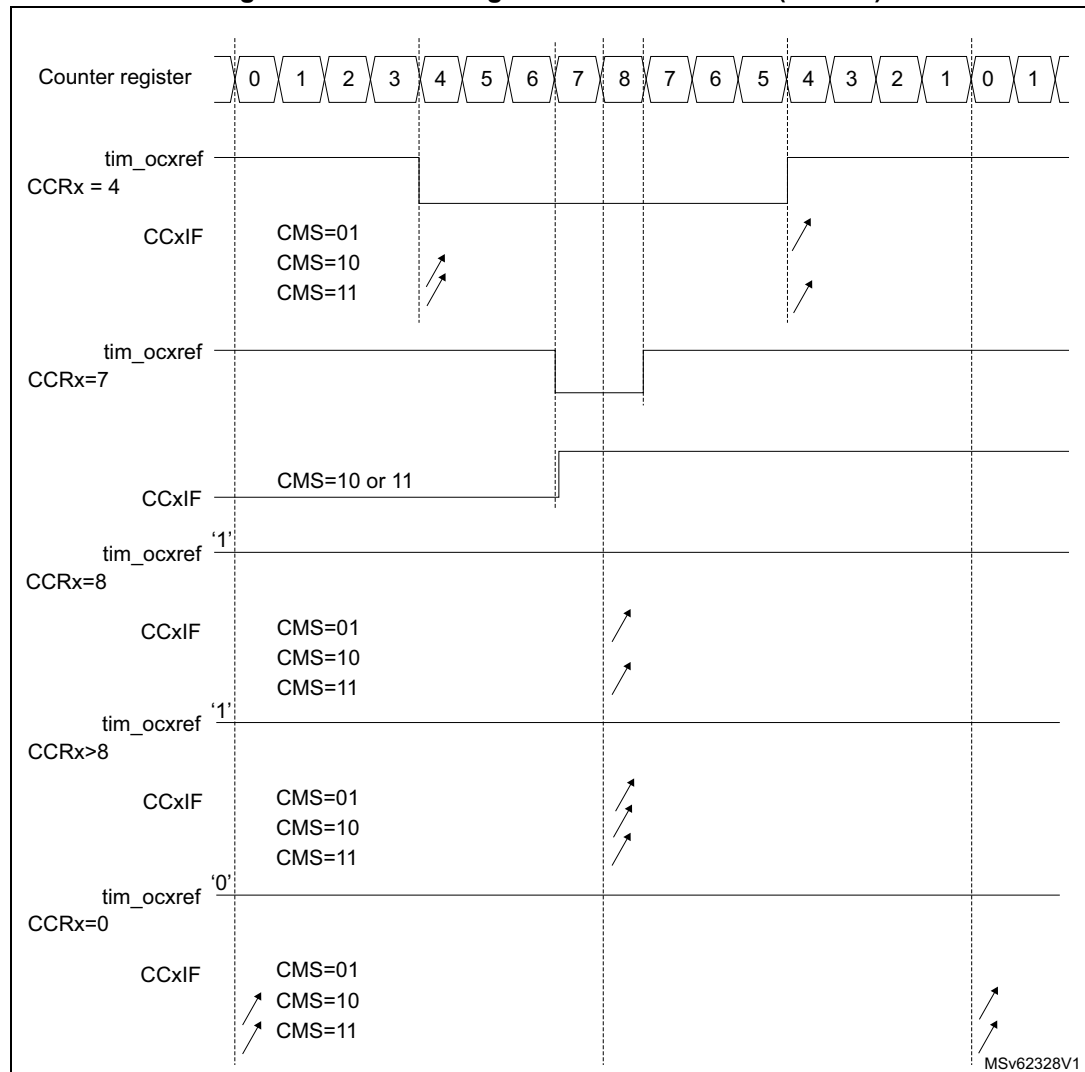 Counter register 0 1 2 3 4 5 6 7 8 7 6 5 4 3 2 1 0 1
tim_ocxref
CCRx = 4
CCxIF CMS=01
CMS=10
CMS=11
tim_ocxref
CCRx=7
CCxIF CMS=10 or 11
tim_ocxref '1'
CCRx=8
CCxIF CMS=01
CMS=10
CMS=11
tim_ocxref '1'
CCRx>8
CCxIF CMS=01
CMS=10
CMS=11
tim_ocxref '0'
CCRx=0
CCxIF CMS=01
CMS=10
CMS=11
MSv62328V1